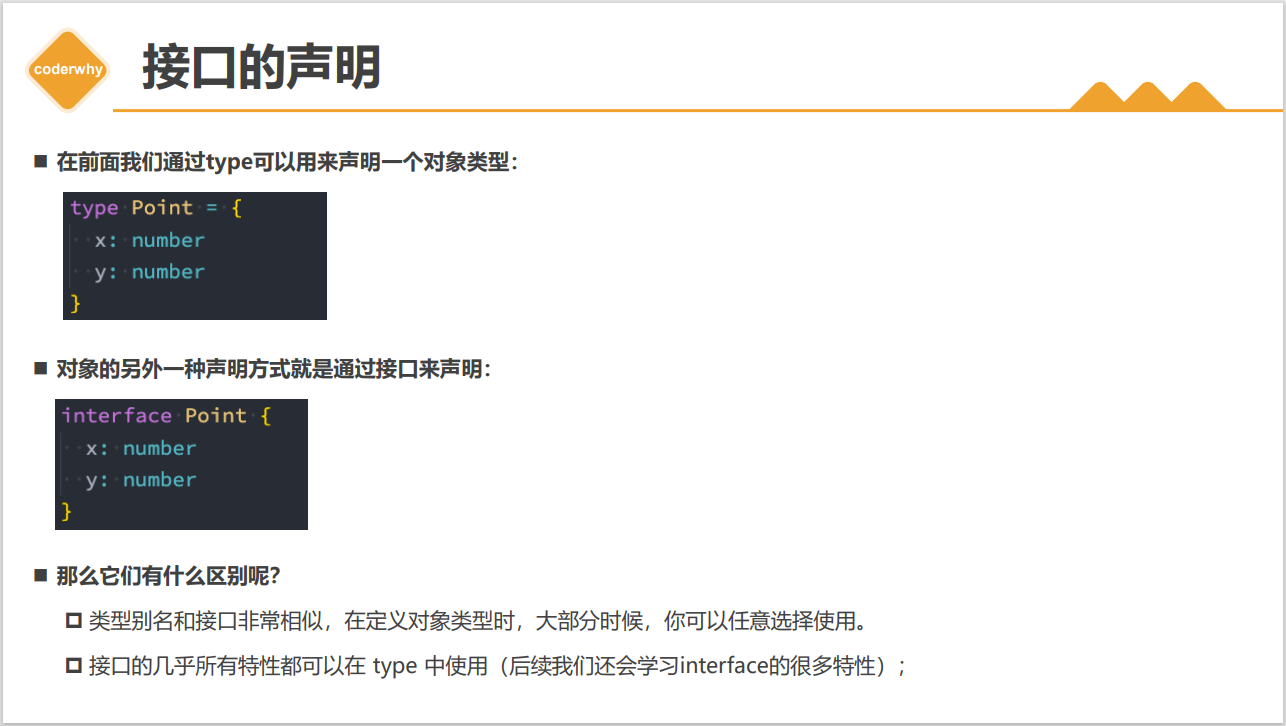 coderwhy
接口的声明
在前面我们通过type可以用来声明一个对象类型：
type Point = {
x: number
y: number
}
对象的另外一种声明方式就是通过接口来声明：
interface Point {
x: number
y: number
}
那么它们有什么区别呢？
类型别名和接口非常相似，在定义对象类型时，大部分时候，你可以任意选择使用。
接口的几乎所有特性都可以在 type 中使用（后续我们还会学习interface的很多特性）；